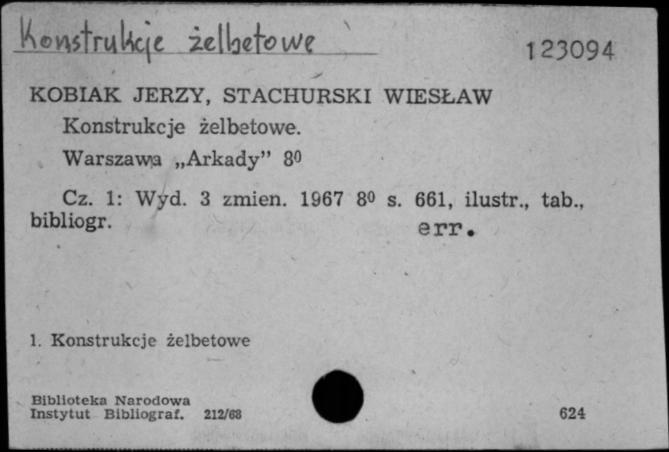 Konstrukcje żelbetowe
123094
KOBIAK JERZY, STACHURSKI WIESŁAW
Konstrukcje żelbetowe.
Warszawa „Arkady” 8⁰
Cz. 1: Wyd. 3 zmien. 1967 8⁰ s. 661, ilustr., tab.,
bibliogr.
err.
1. Konstrukcje żelbetowe
Biblioteka Narodowa
Instytut Bibliograf. 212/68
624